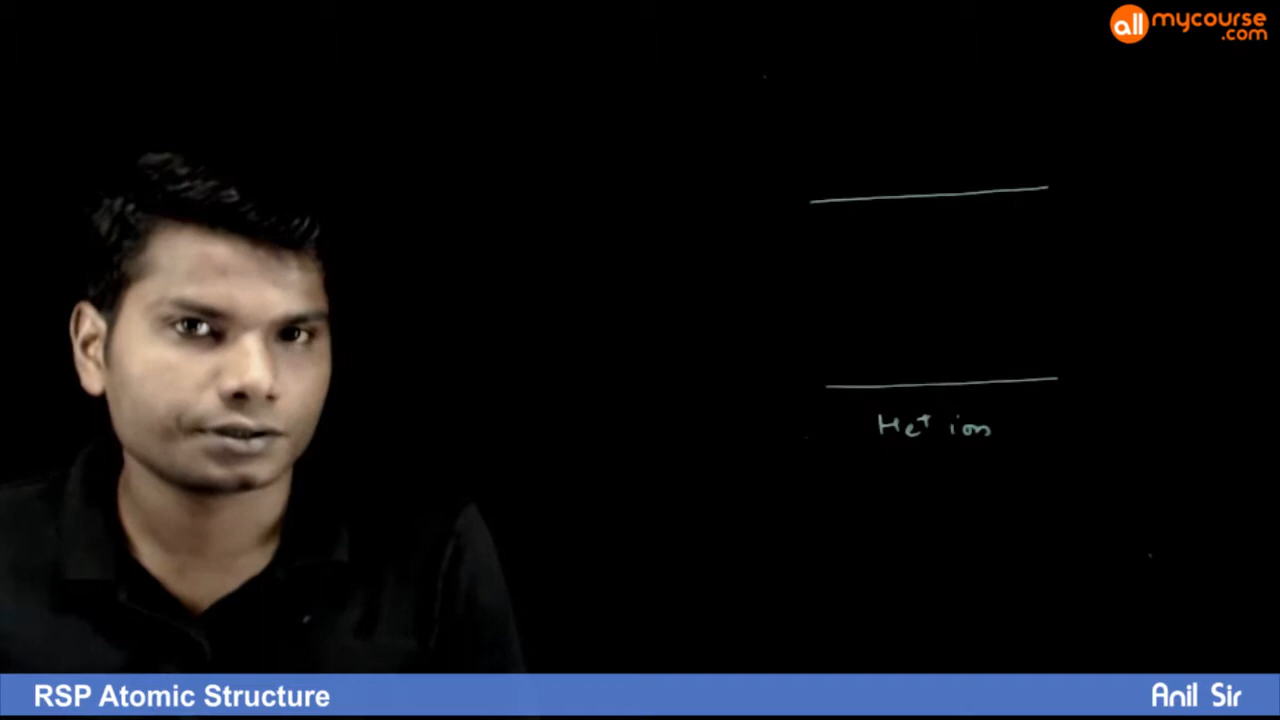 all mycourse
.com
He+ ion
RSP Atomic Structure
Anil Sir